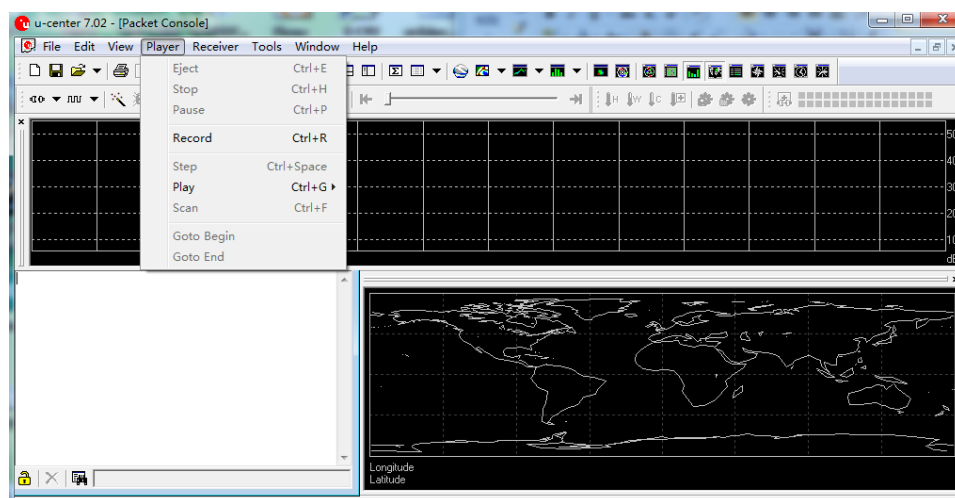 u-center 7.02 - [Packet Console]
File Edit View Player Receiver Tools Window Help
Eject Ctrl+E
Stop Ctrl+H
Pause Ctrl+P
Record Ctrl+R
Step Ctrl+Space
Play Ctrl+G
Scan Ctrl+F
Goto Begin
Goto End
H W C
50
40
30
20
10
dB
Longitude
Latitude